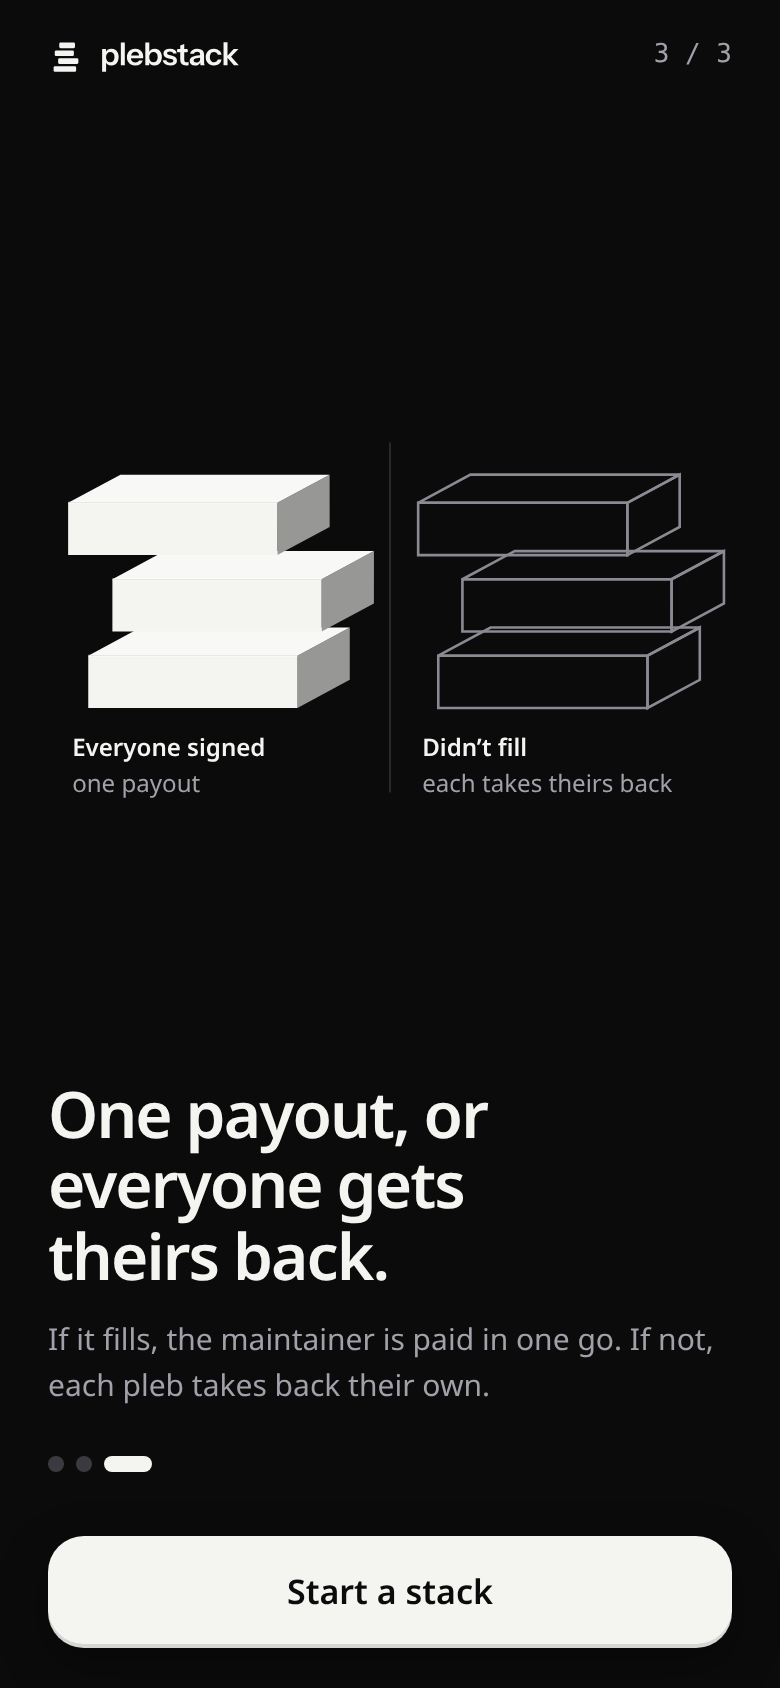 plebstack
3 / 3
Everyone signed
one payout
Didn’t fill
each takes theirs back
One payout, or
everyone gets
theirs back.
If it fills, the maintainer is paid in one go. If not,
each pleb takes back their own.
Start a stack